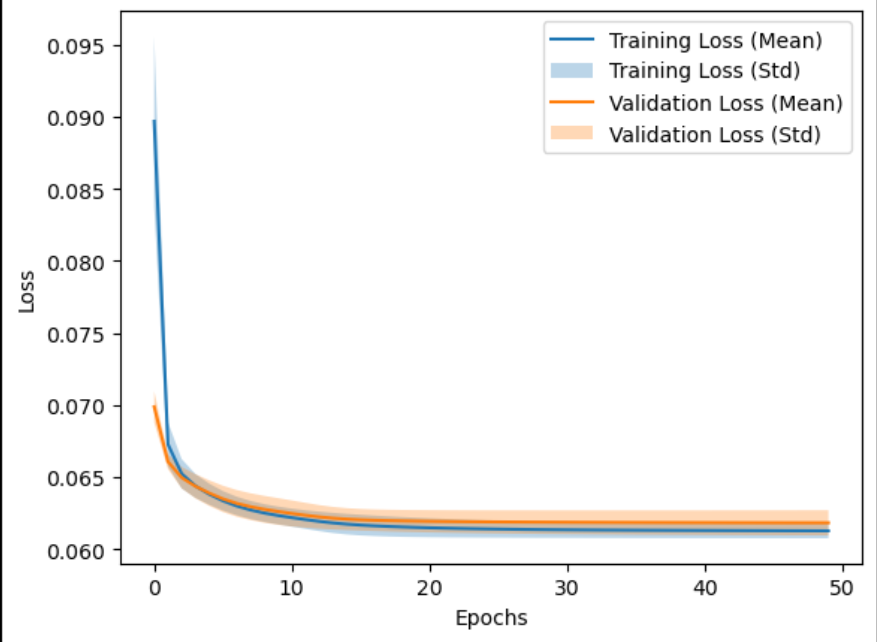 0.095
0.090
0.085
0.080
0.075
0.070
0.065
0.060
Loss
0
10
20
30
40
50
Epochs
Training Loss (Mean)
Training Loss (Std)
Validation Loss (Mean)
Validation Loss (Std)